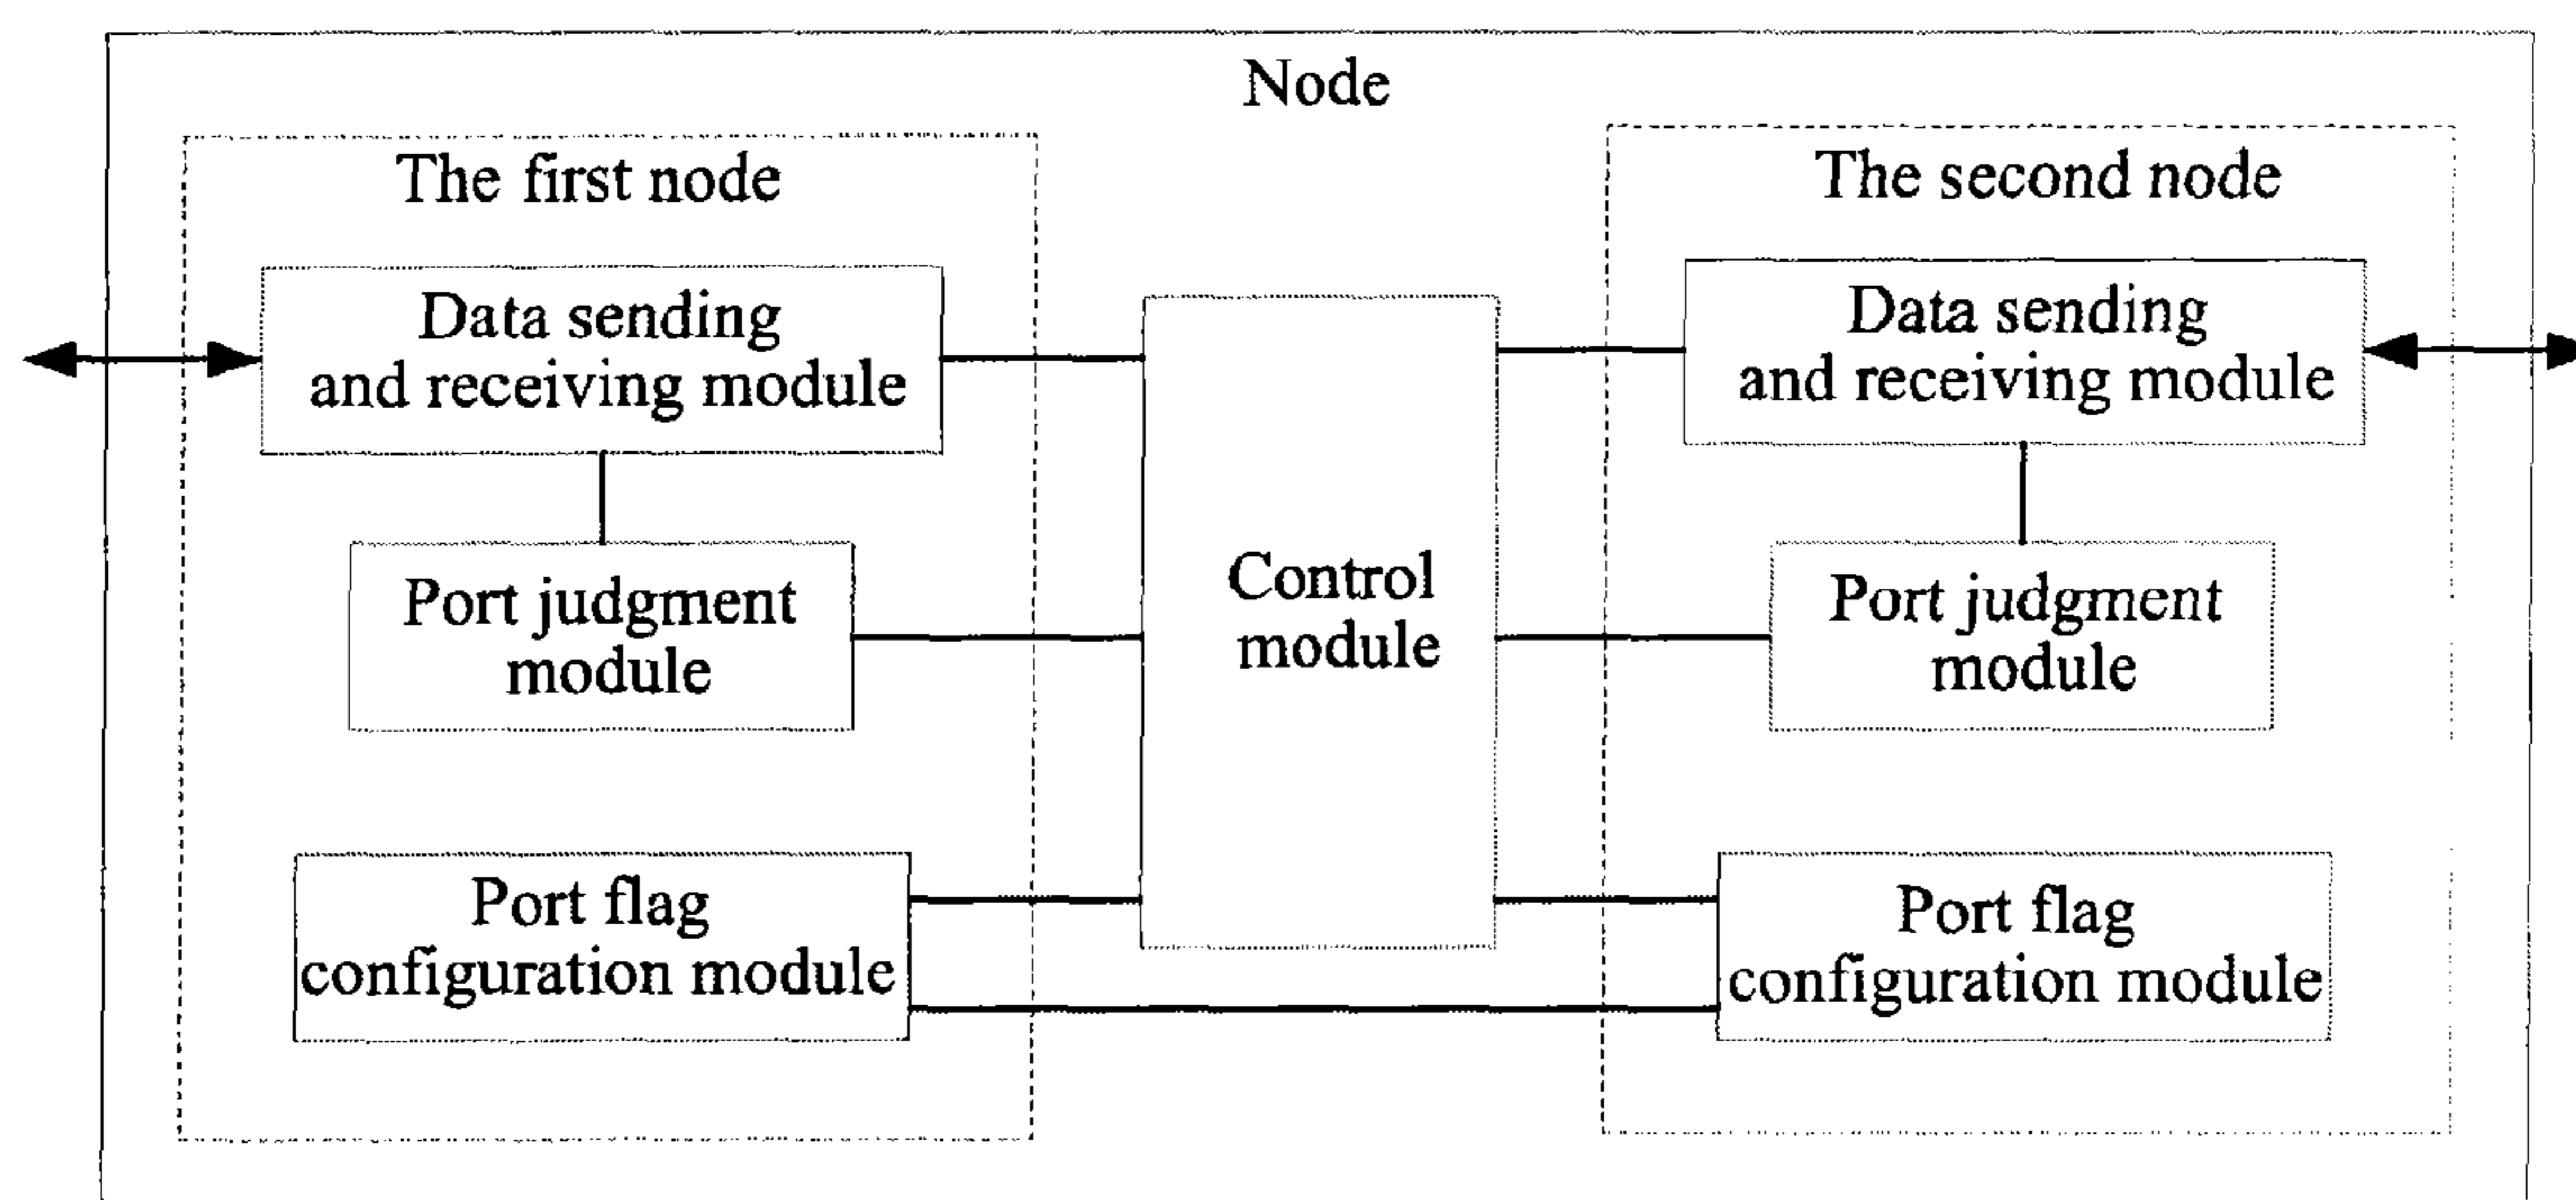 Node
The first node
Data sending
and receiving module
Port judgment
module
Port flag
configuration module
Control
module
The second node
Data sending
and receiving module
Port judgment
module
Port flag
configuration module